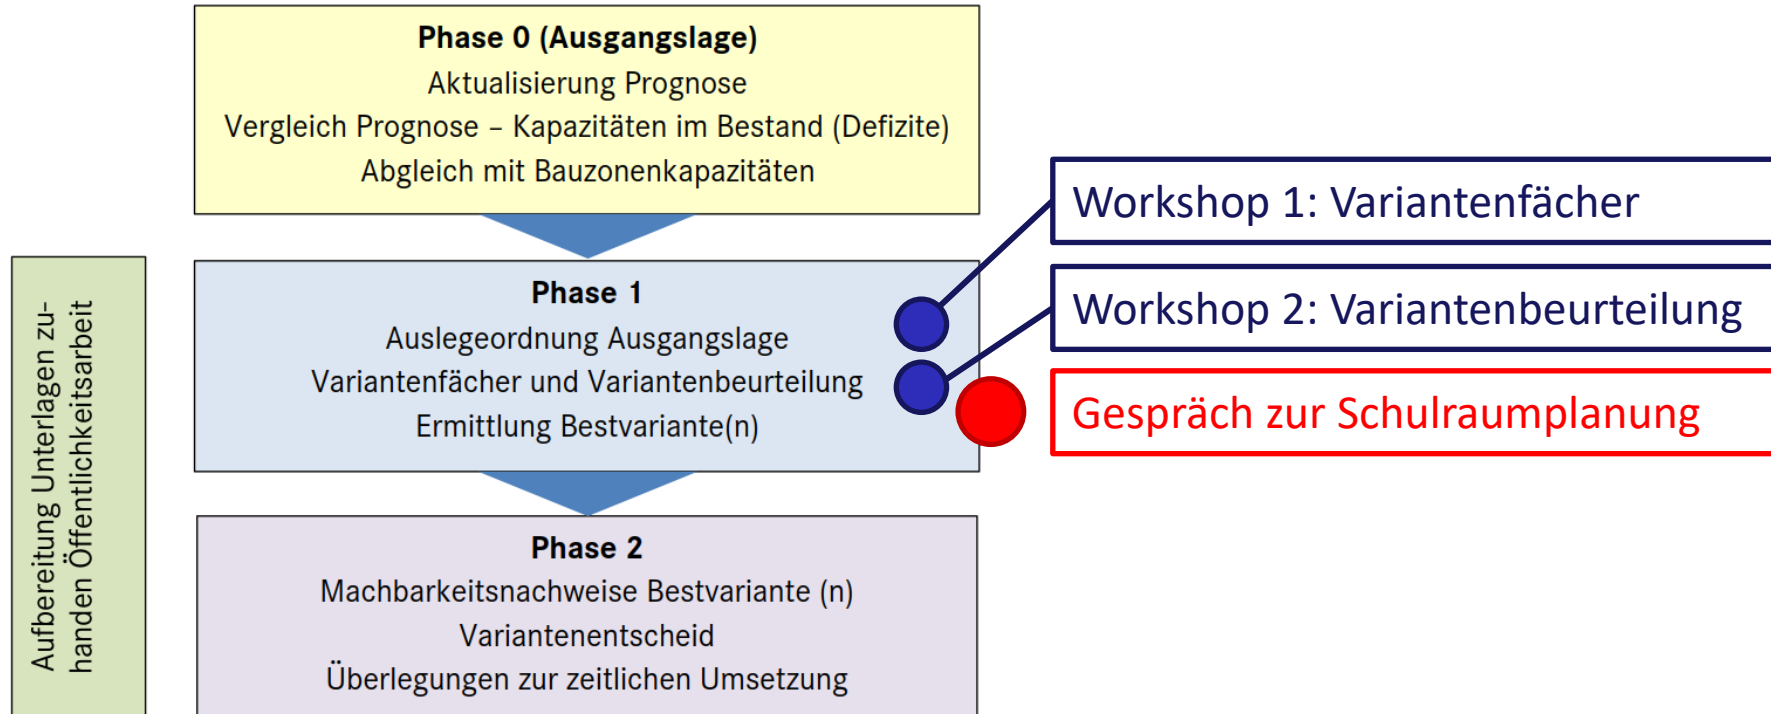 Phase 0 (Ausgangslage)
Aktualisierung Prognose
Vergleich Prognose – Kapazitäten im Bestand (Defizite)
Abgleich mit Bauzonenkapazitäten
Aufbereitung Unterlagen zu-
handen Öffentlichkeitsarbeit
Phase 1
Auslegeordnung Ausgangslage
Variantenfächer und Variantenbeurteilung
Ermittlung Bestvariante(n)
Workshop 1: Variantenfächer
Workshop 2: Variantenbeurteilung
Gespräch zur Schulraumplanung
Phase 2
Machbarkeitsnachweise Bestvariante (n)
Variantenentscheid
Überlegungen zur zeitlichen Umsetzung